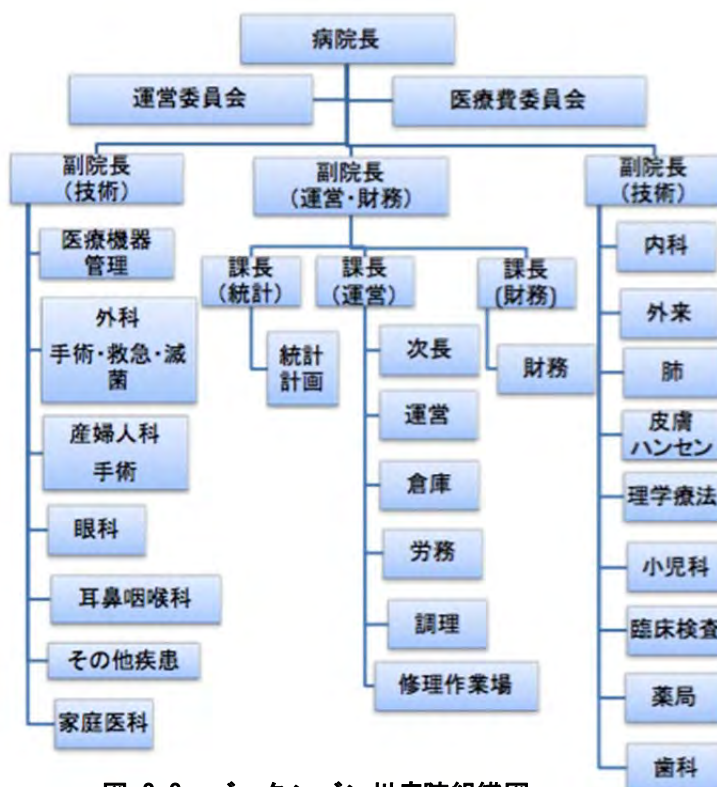 病院長
運営委員会
医療費委員会
副院長
(技術)
副院長
(運営・財務)
副院長
(技術)
医療機器
管理
外科
手術・救急・滅
菌
産婦人科
手術
眼科
耳鼻咽喉科
その他疾患
家庭医科
課長
(統計)
課長
(運営)
課長
(財務)
統計
計画
次長
運営
倉庫
労務
調理
修理作業場
財務
内科
外来
肺
皮膚
ハンセン
理学療法
小児科
臨床検査
薬局
歯科